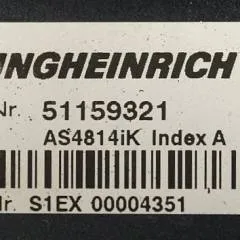 NGHEINRICH
Nr. 51159321
AS4814iK Index A
Nr. S1EX 00004351